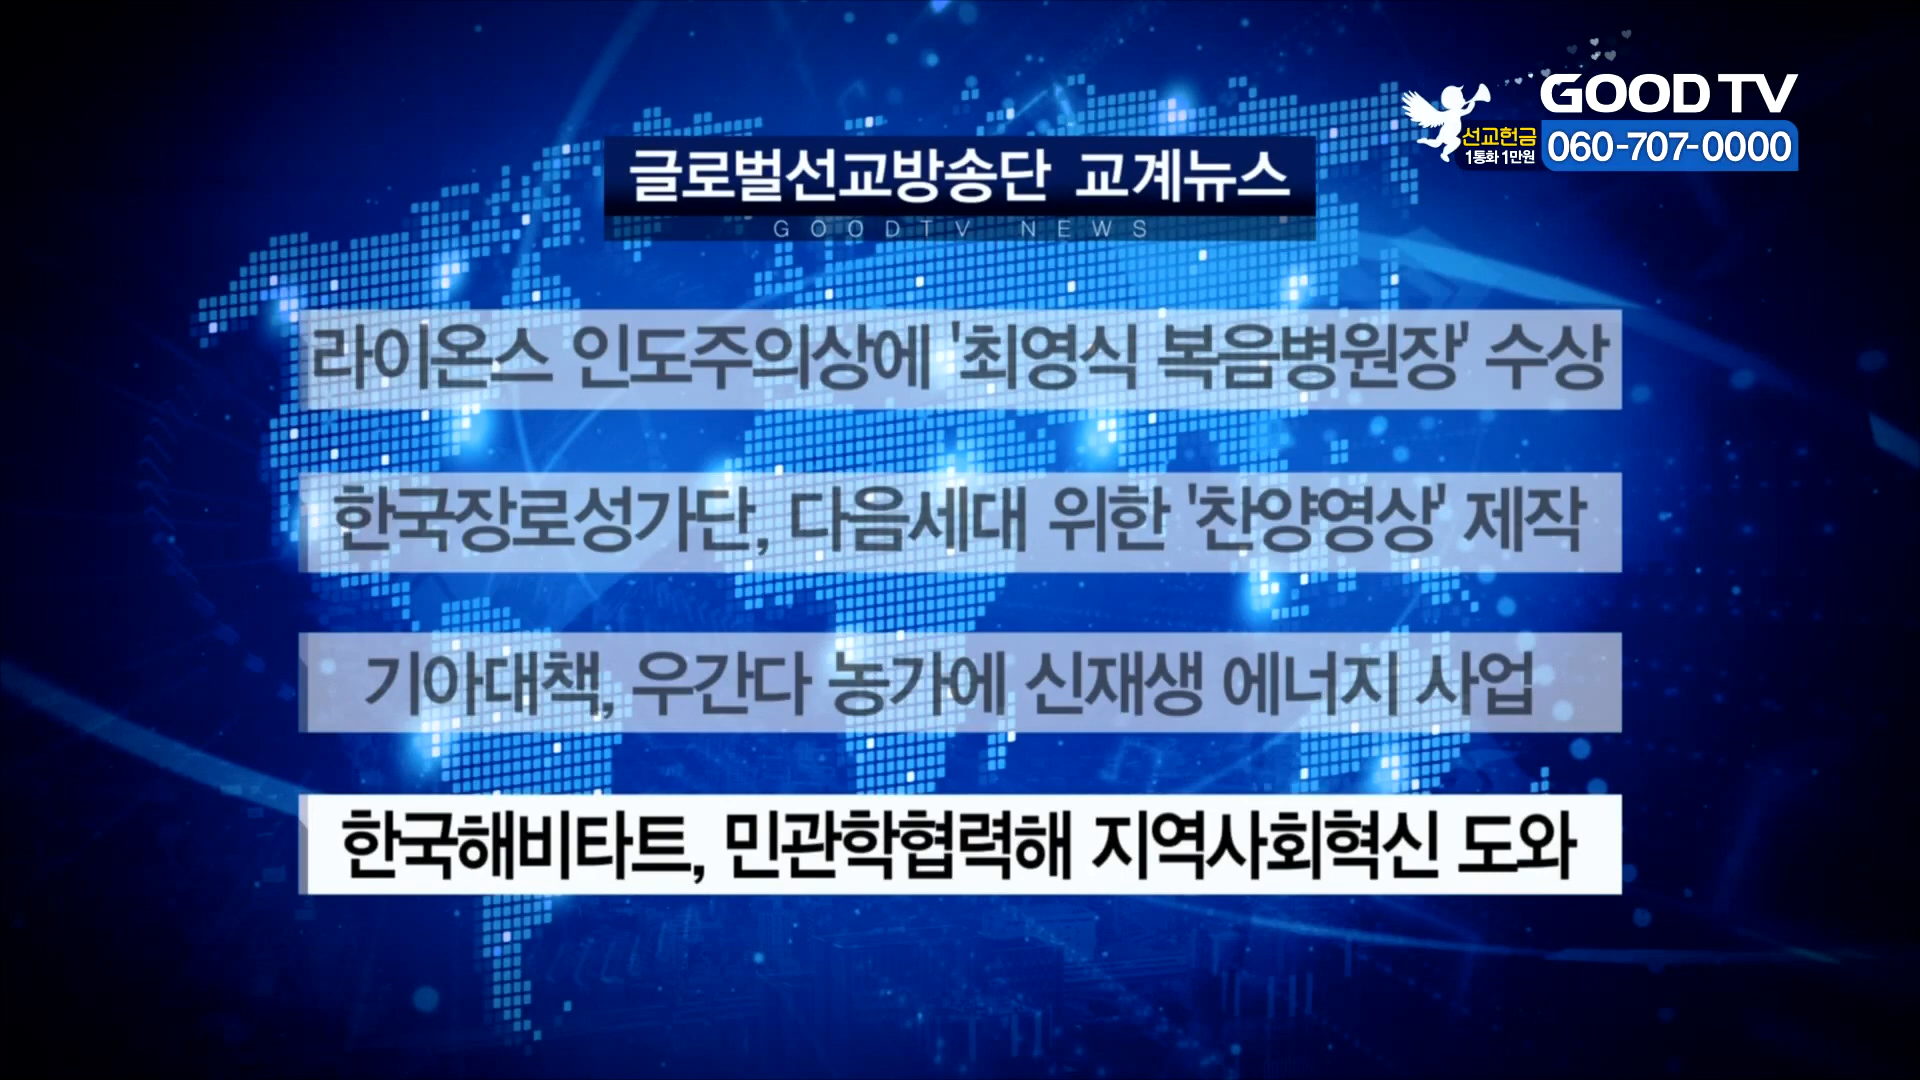 GOOD TV
선교헌금
1통화 1만원
060-707-0000
글로벌선교방송단 교계뉴스
GOODTV NEWS
라이온스 인도주의상에 '최영식 복음병원장' 수상
한국장로성가단, 다음세대 위한 '찬양영상' 제작
기아대책, 우간다 농가에 신재생 에너지 사업
한국해비타트, 민관학협력해 지역사회혁신 도와